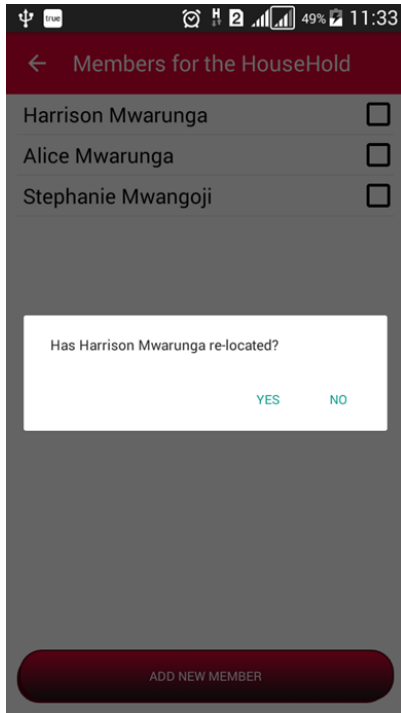 true H 2 49% 11:33
Members for the HouseHold
Harrison Mwarunga
Alice Mwarunga
Stephanie Mwangoji
Has Harrison Mwarunga re-located?
YES NO
ADD NEW MEMBER